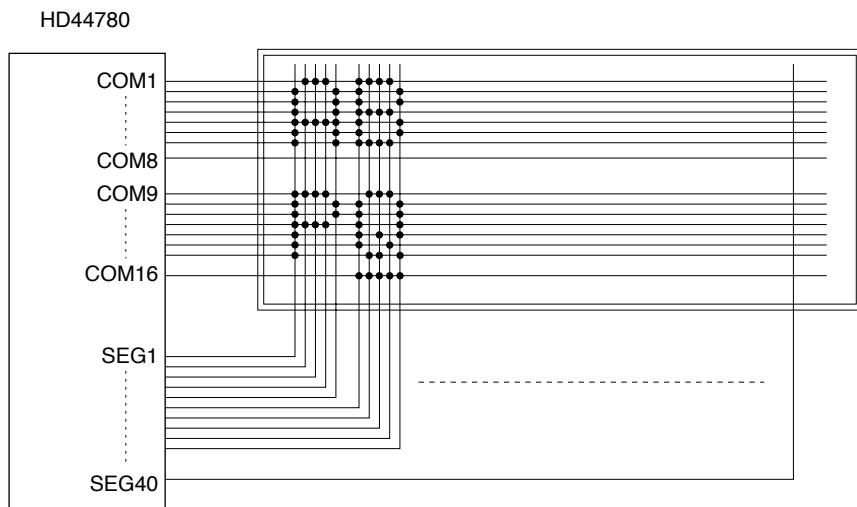 HD44780
COM1
COM8
COM9
COM16
SEG1
SEG40
A B
P Q